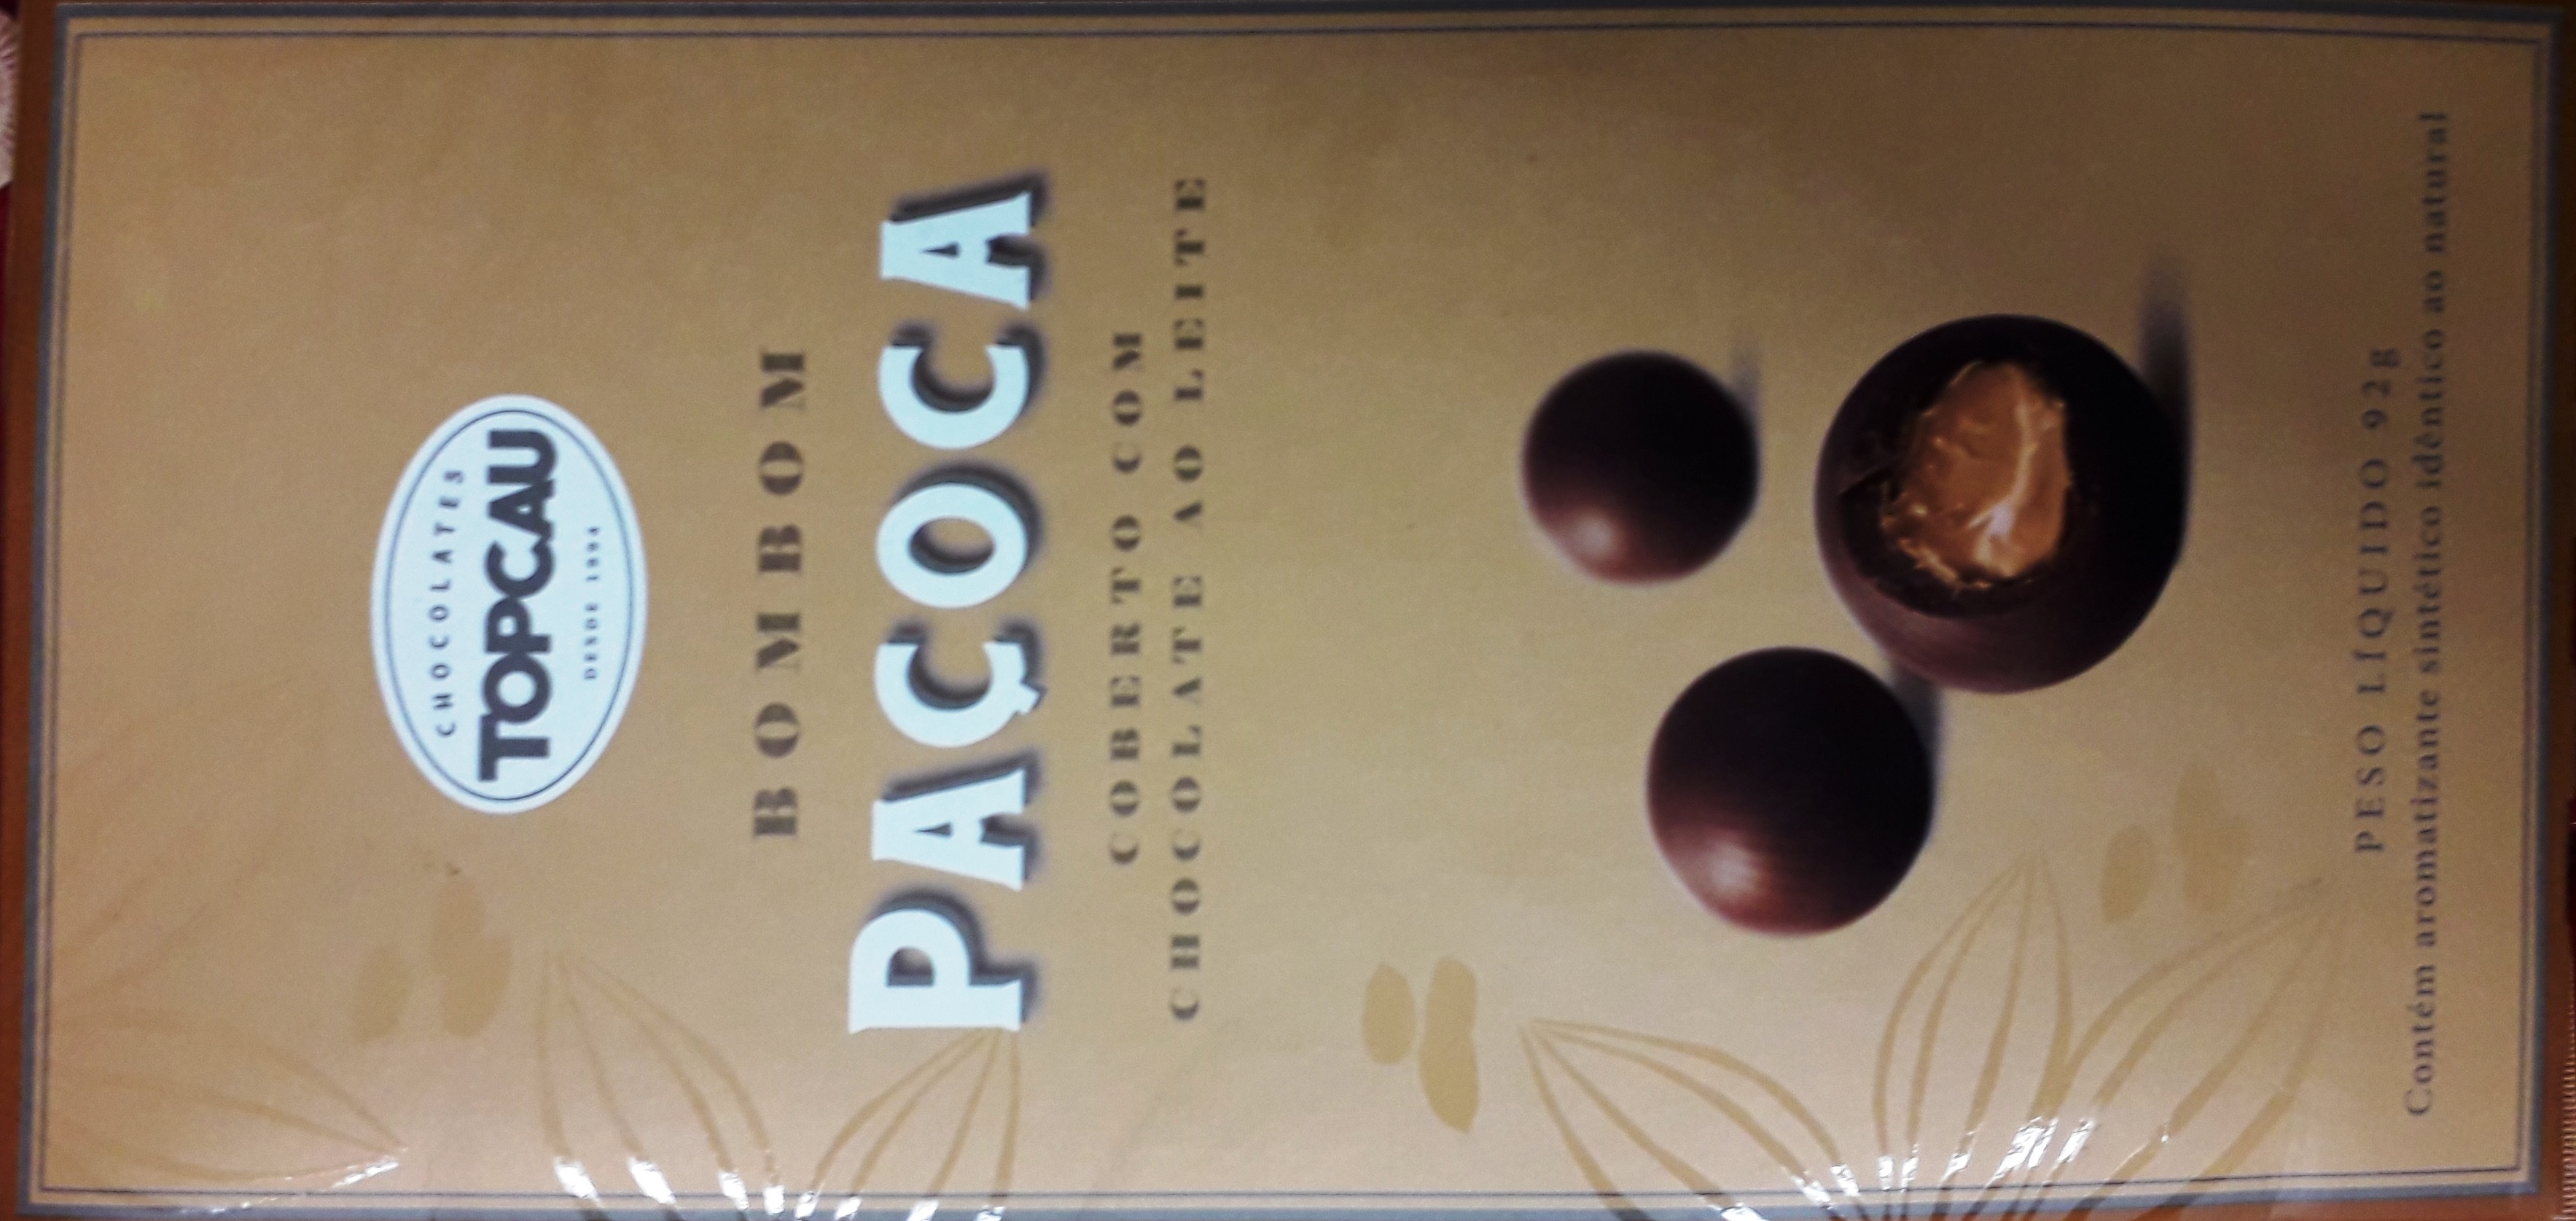 CHOCOLATES
TOPCAU
DESDE 1994
BOMBOM
PAÇOCA
COBERTO COM
CHOCOLATE AO LEITE
PESO LÍQUIDO 92g
Contém aromatizante sintético idêntico ao natural